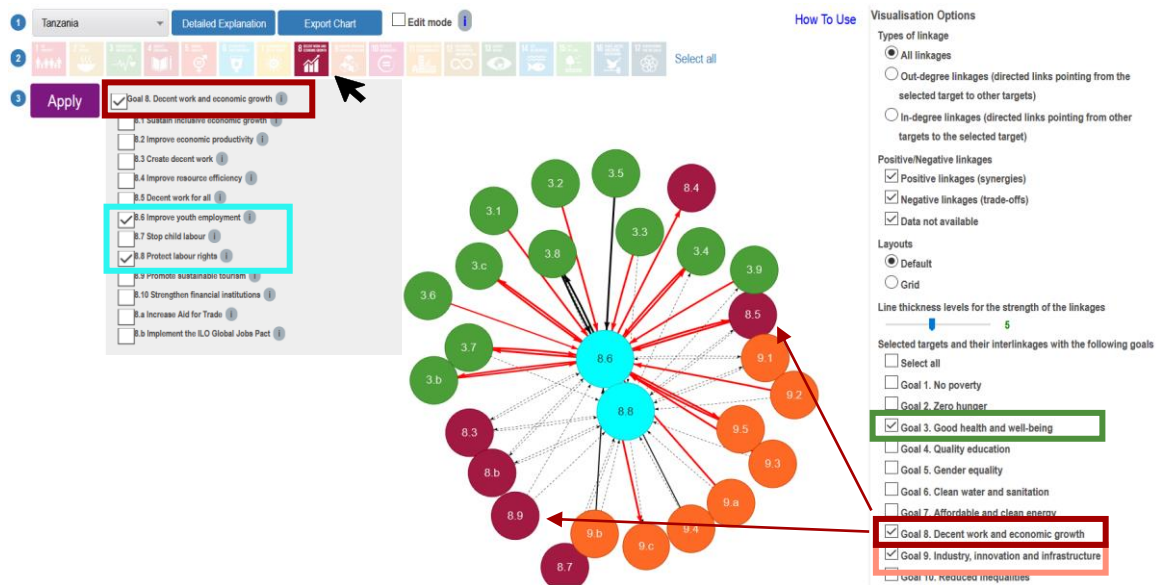 1 Tanzania Detailed Explanation Export Chart Edit mode i How To Use
2 8 DECENT WORK AND ECONOMIC GROWTH Select all
3 Apply
Goal 8. Decent work and economic growth i
8.1 Sustain inclusive economic growth i
8.2 Improve economic productivity i
8.3 Create decent work i
8.4 Improve resource efficiency i
8.5 Decent work for all i
8.6 Improve youth employment i
8.7 Stop child labour i
8.8 Protect labour rights i
8.9 Promote sustainable tourism i
8.10 Strengthen financial institutions i
8.a Increase Aid for Trade i
8.b Implement the ILO Global Jobs Pact i
3.5
3.2
8.4
3.1
3.3
3.8
3.4
3.c
3.9
3.6
8.5
3.7
8.6
9.1
3.b
9.2
8.8
8.3
9.5
8.b
9.3
9.a
8.9
9.b
9.4
9.c
8.7
Visualisation Options
Types of linkage
All linkages
Out-degree linkages (directed links pointing from the
selected target to other targets)
In-degree linkages (directed links pointing from other
targets to the selected target)
Positive/Negative linkages
Positive linkages (synergies)
Negative linkages (trade-offs)
Data not available
Layouts
Default
Grid
Line thickness levels for the strength of the linkages
5
Selected targets and their interlinkages with the following goals
Select all
Goal 1. No poverty
Goal 2. Zero hunger
Goal 3. Good health and well-being
Goal 4. Quality education
Goal 5. Gender equality
Goal 6. Clean water and sanitation
Goal 7. Affordable and clean energy
Goal 8. Decent work and economic growth
Goal 9. Industry, innovation and infrastructure
Goal 10. Reduced inequalities